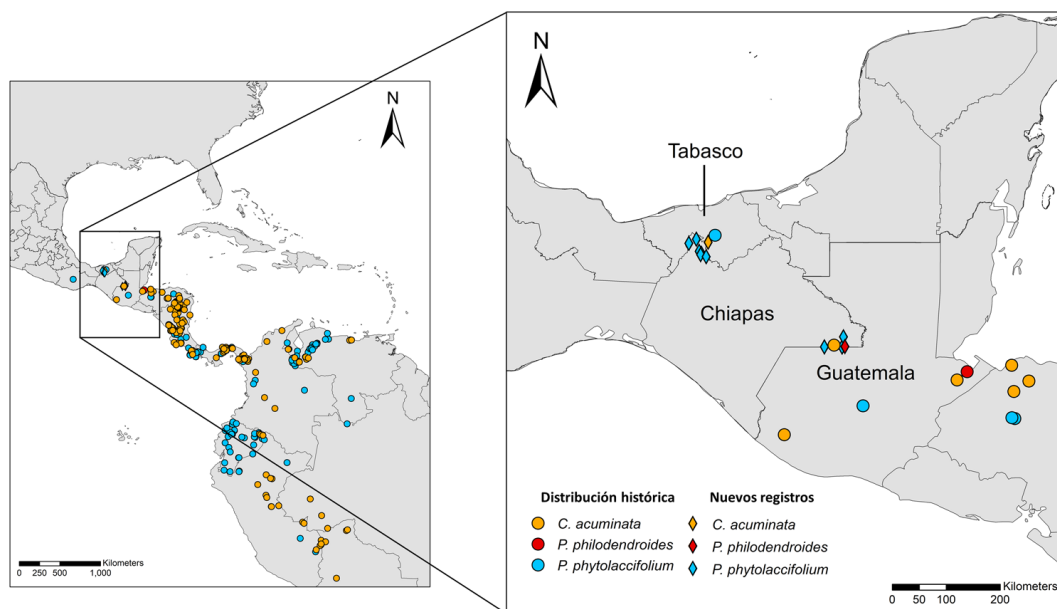 N
0 250 500 1,000 Kilometers
N
Tabasco
Chiapas
Guatemala
Distribución histórica Nuevos registros
C. acuminata C. acuminata
P. philodendroides P. philodendroides
P. phytolaccifolium P. phytolaccifolium
Kilometers
0 50 100 200